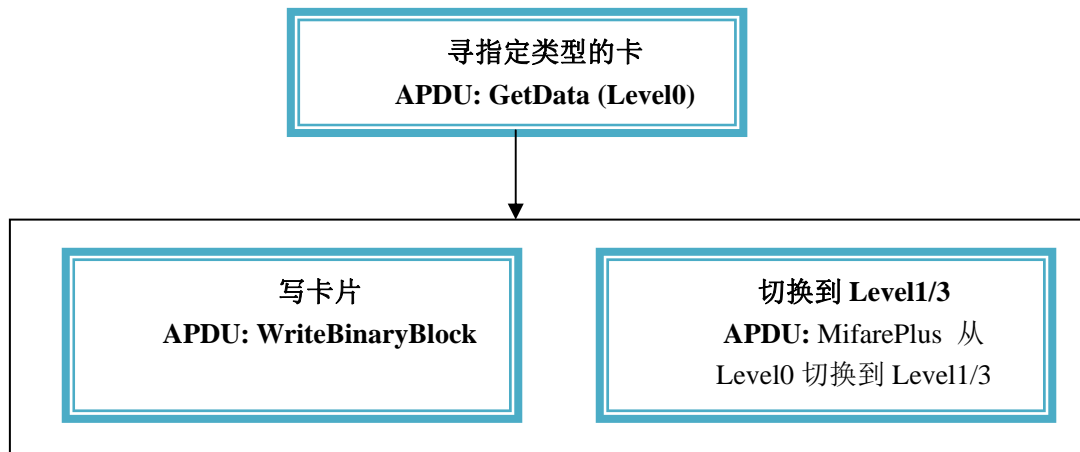 寻指定类型的卡
APDU: GetData (Level0)
写卡片
APDU: WriteBinaryBlock
切换到 Level1/3
APDU: MifarePlus 从
Level0 切换到 Level1/3